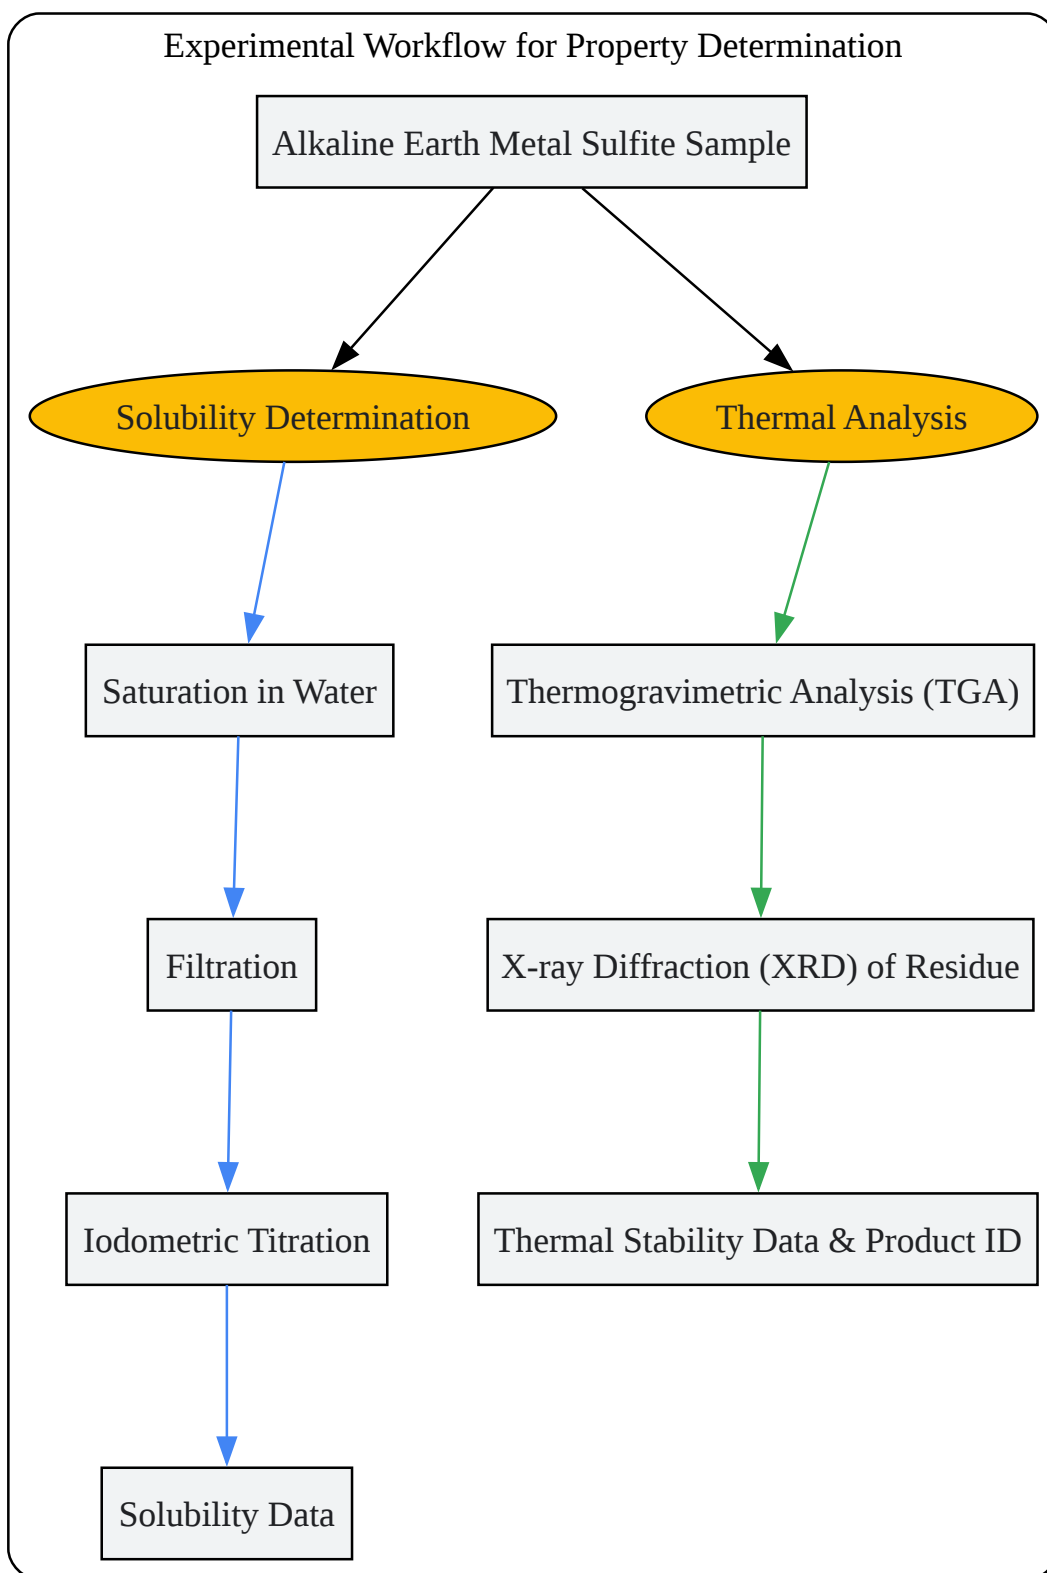 Experimental Workflow for Property Determination
Alkaline Earth Metal Sulfite Sample
Solubility Determination
Thermal Analysis
Saturation in Water
Thermogravimetric Analysis (TGA)
Filtration
X-ray Diffraction (XRD) of Residue
Iodometric Titration
Thermal Stability Data & Product ID
Solubility Data